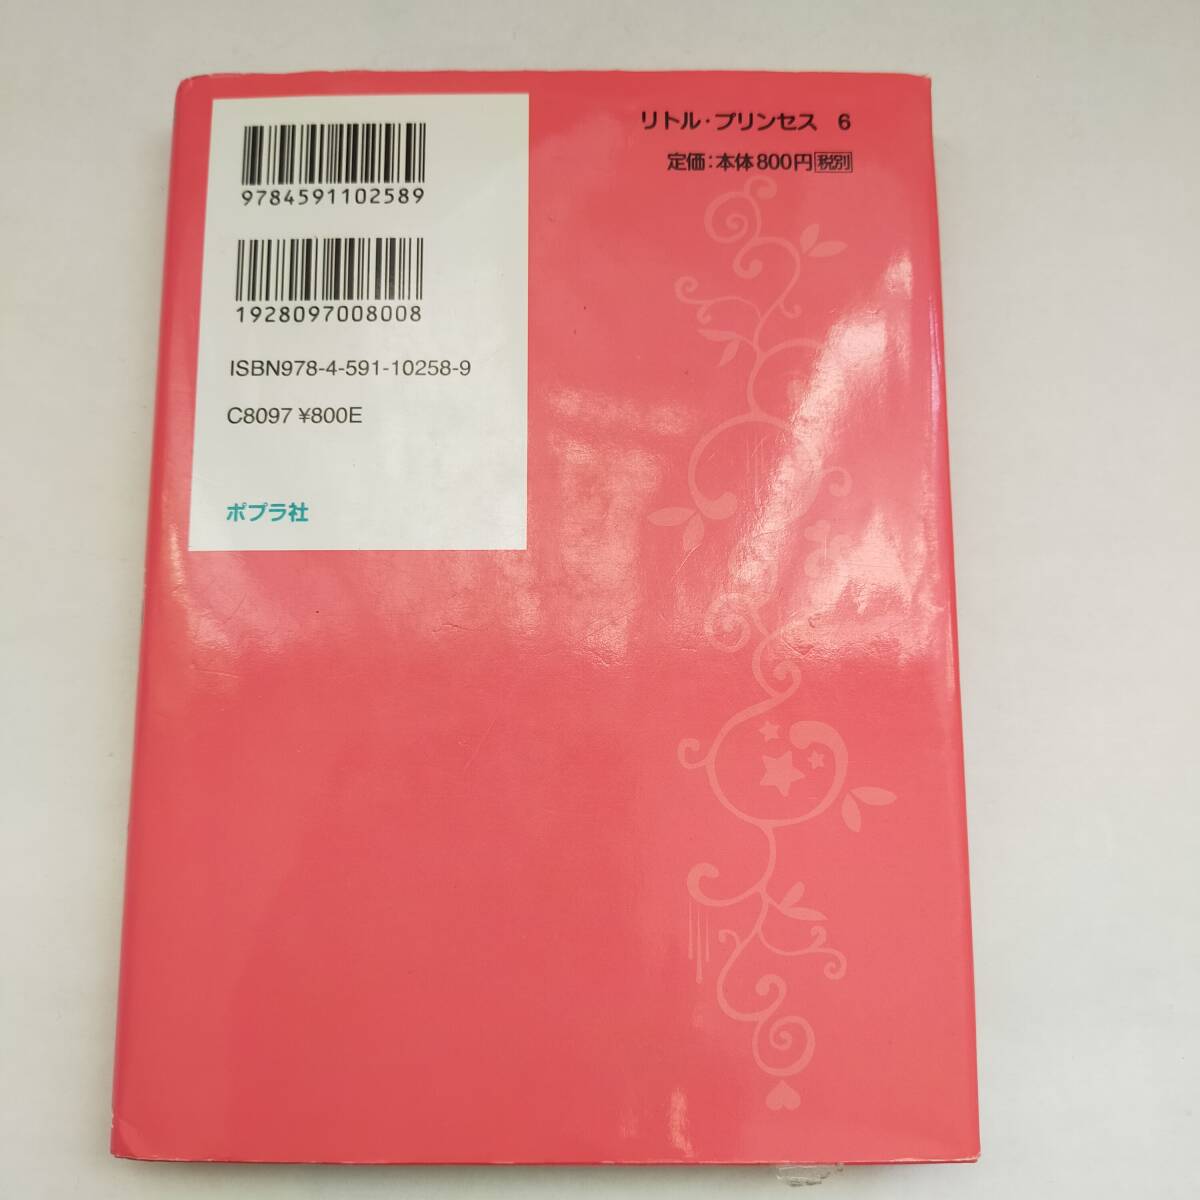 9784591102589
1928097008008
ISBN978-4-591-10258-9
C8097 ¥800E
ポプラ社
リトル・プリンセス 6
定価:本体800円 税別